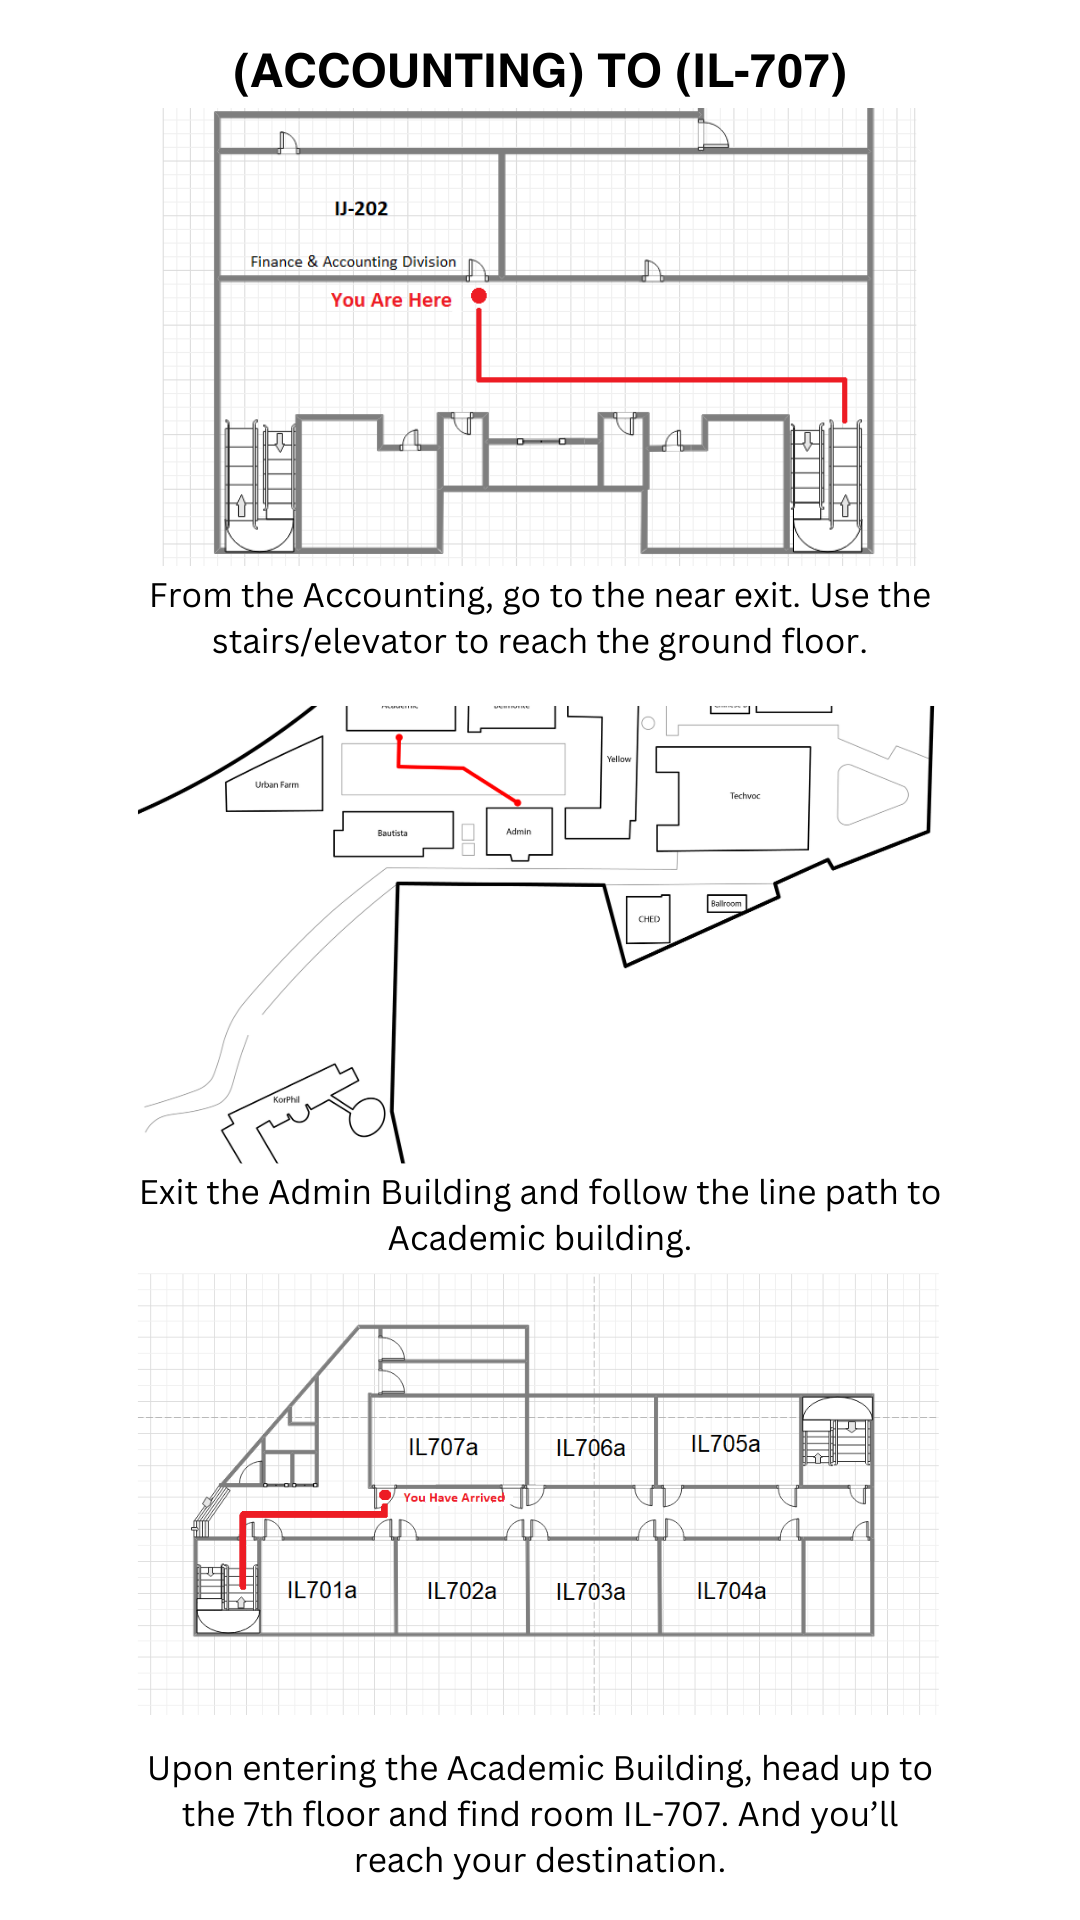 (ACCOUNTING) TO (IL-707)
IJ-202
Finance & Accounting Division
You Are Here
From the Accounting, go to the near exit. Use the
stairs/elevator to reach the ground floor.
Academic
Belmonte
Yellow
Urban Farm
Techvoc
Bautista
Admin
CHED
Ballroom
KorPhil
Exit the Admin Building and follow the line path to
Academic building.
IL707a
IL706a
IL705a
You Have Arrived
IL701a
IL702a
IL703a
IL704a
Upon entering the Academic Building, head up to
the 7th floor and find room IL-707. And you’ll
reach your destination.